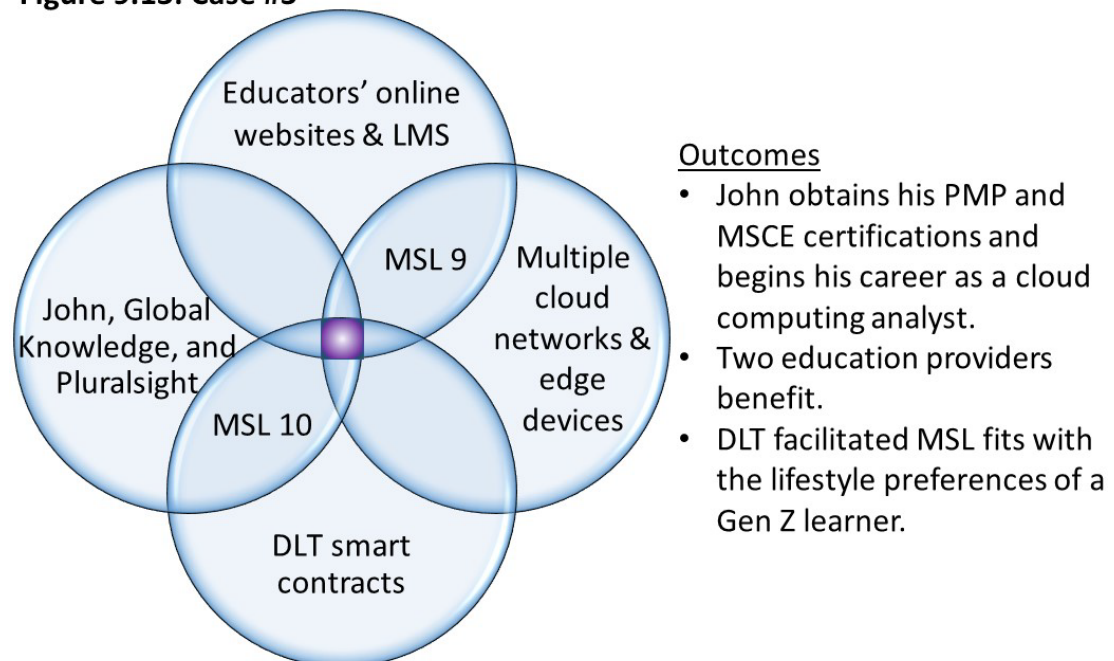 Educators’ online
websites & LMS
MSL 9
Multiple
cloud
networks &
edge
devices
John, Global
Knowledge, and
Pluralsight
MSL 10
DLT smart
contracts
Outcomes
• John obtains his PMP and
MSCE certifications and
begins his career as a cloud
computing analyst.
• Two education providers
benefit.
• DLT facilitated MSL fits with
the lifestyle preferences of a
Gen Z learner.